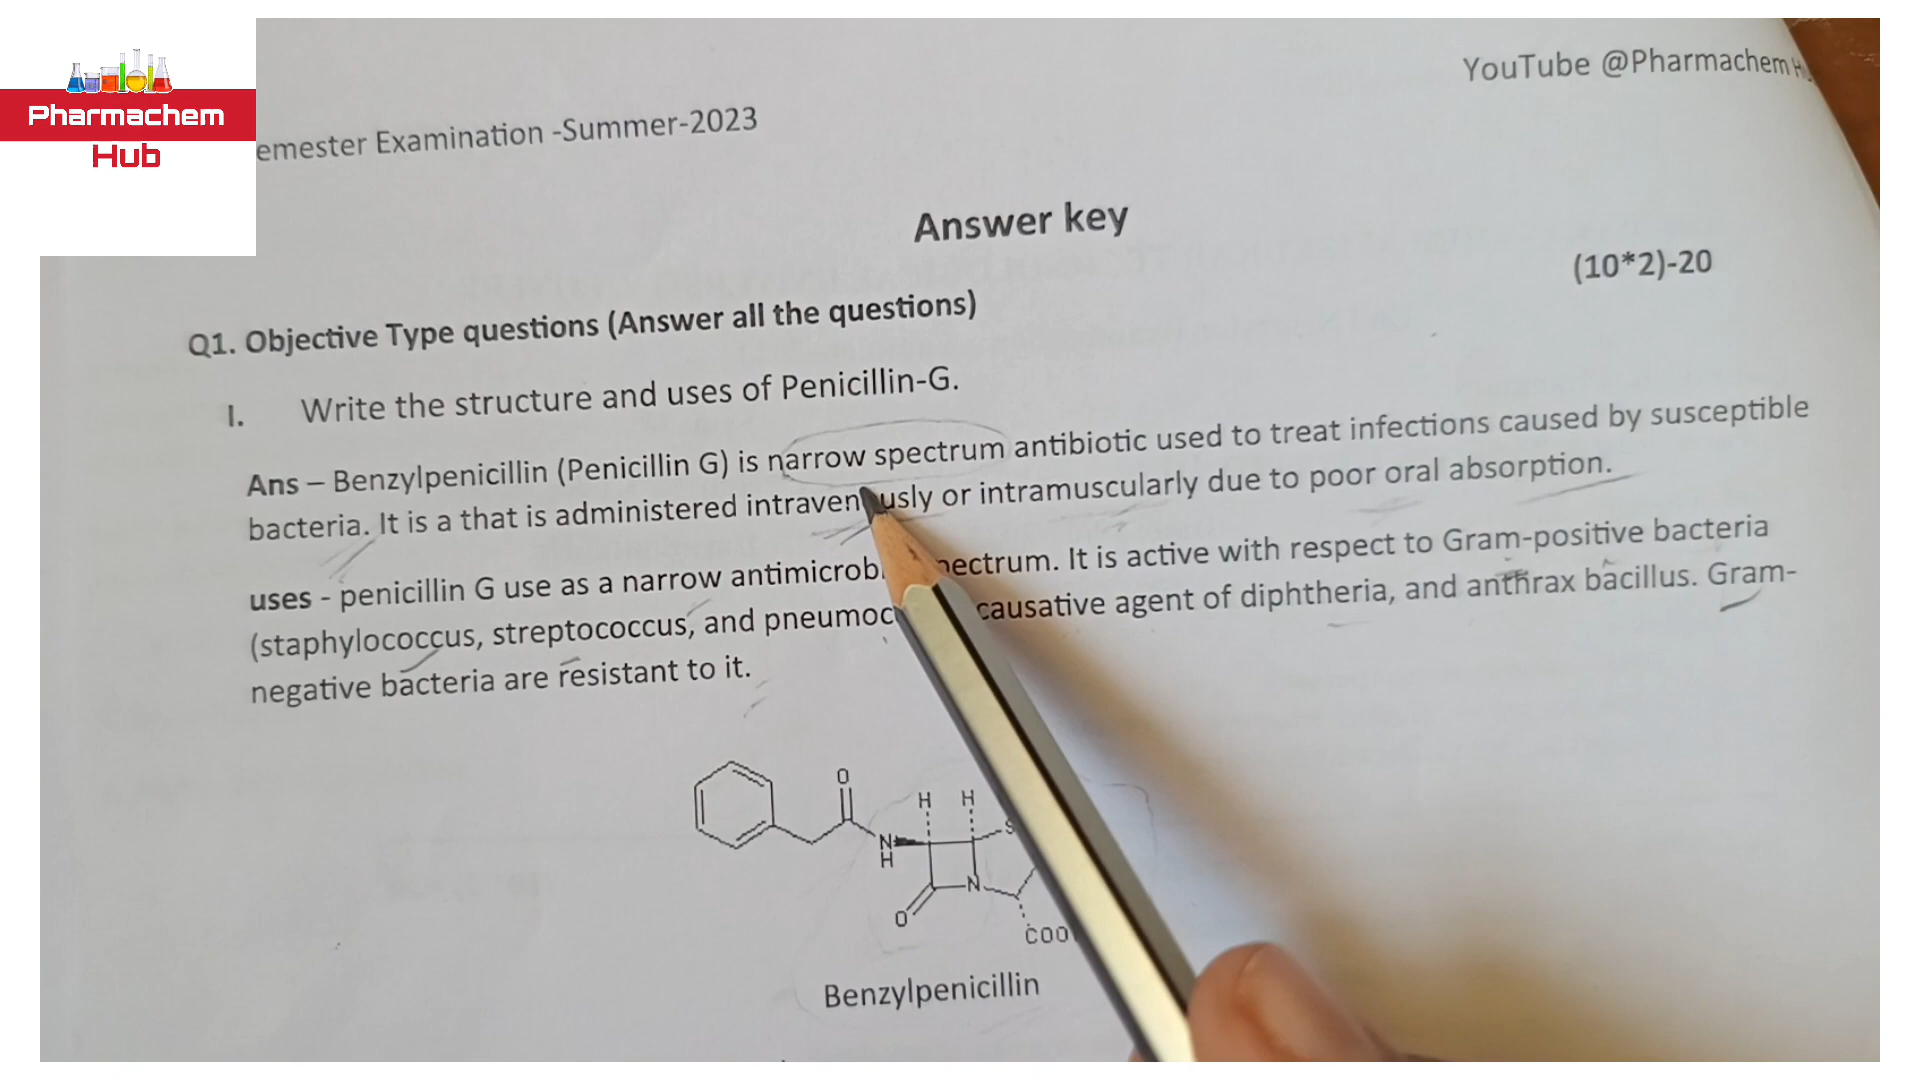 Pharmachem
Hub
YouTube @Pharmachem
emester Examination -Summer-2023
Answer key
(10*2)-20
Q1. Objective Type questions (Answer all the questions)
I. Write the structure and uses of Penicillin-G.
Ans – Benzylpenicillin (Penicillin G) is narrow spectrum antibiotic used to treat infections caused by susceptible
bacteria. It is a that is administered intravenously or intramuscularly due to poor oral absorption.
uses - penicillin G use as a narrow antimicrob pectrum. It is active with respect to Gram-positive bacteria
(staphylococcus, streptococcus, and pneumoc causative agent of diphtheria, and anthrax bacillus. Gram-
negative bacteria are resistant to it.
O
H H
S
N
H
N
O
COO
Benzylpenicillin